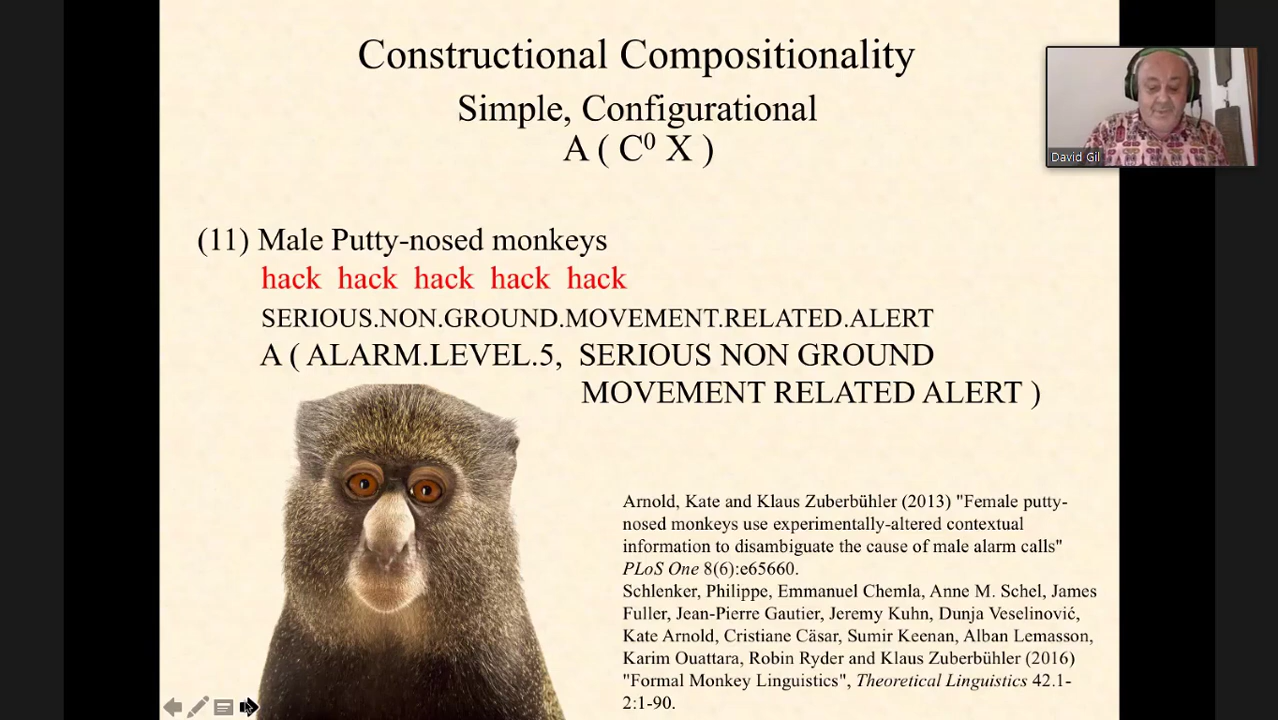 Constructional Compositionality
Simple, Configurational
A ( C⁰ X )
David Gil
(11) Male Putty-nosed monkeys
hack hack hack hack hack
SERIOUS.NON.GROUND.MOVEMENT.RELATED.ALERT
A ( ALARM.LEVEL.5, SERIOUS NON GROUND
MOVEMENT RELATED ALERT )
Arnold, Kate and Klaus Zuberbühler (2013) "Female putty-
nosed monkeys use experimentally-altered contextual
information to disambiguate the cause of male alarm calls"
PLoS One 8(6):e65660.
Schlenker, Philippe, Emmanuel Chemla, Anne M. Schel, James
Fuller, Jean-Pierre Gautier, Jeremy Kuhn, Dunja Veselinović,
Kate Arnold, Cristiane Cäsar, Sumir Keenan, Alban Lemasson,
Karim Ouattara, Robin Ryder and Klaus Zuberbühler (2016)
"Formal Monkey Linguistics", Theoretical Linguistics 42.1-
2:1-90.